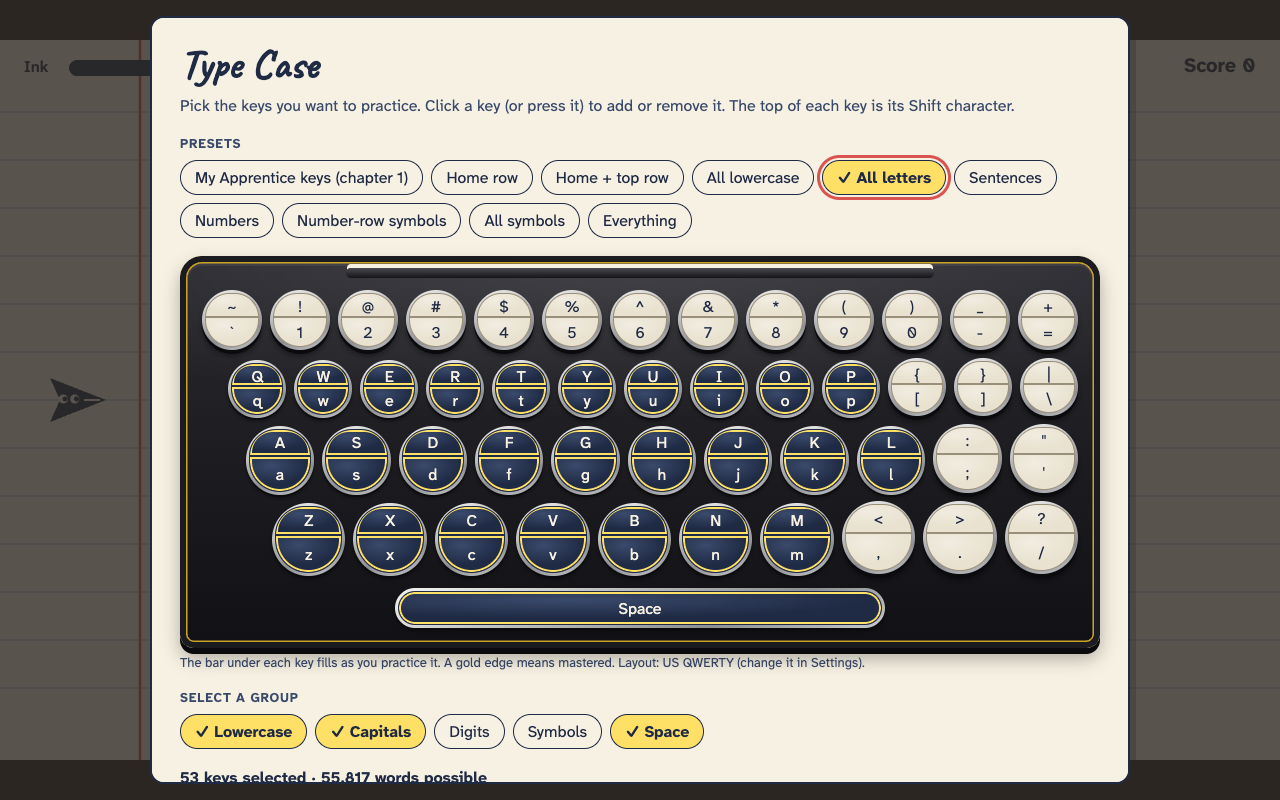 Ink
Score 0
Type Case
Pick the keys you want to practice. Click a key (or press it) to add or remove it. The top of each key is its Shift character.
PRESETS
My Apprentice keys (chapter 1) Home row Home + top row All lowercase ✓ All letters Sentences
Numbers Number-row symbols All symbols Everything
~ ! @ # $ % ^ & * ( ) _ +
` 1 2 3 4 5 6 7 8 9 0 - =
Q W E R T Y U I O P { } |
q w e r t y u i o p [ ] \
A S D F G H J K L : "
a s d f g h j k l ; '
Z X C V B N M < > ?
z x c v b n m , . /
Space
The bar under each key fills as you practice it. A gold edge means mastered. Layout: US QWERTY (change it in Settings).
SELECT A GROUP
✓ Lowercase ✓ Capitals Digits Symbols ✓ Space
53 keys selected · 55,817 words possible